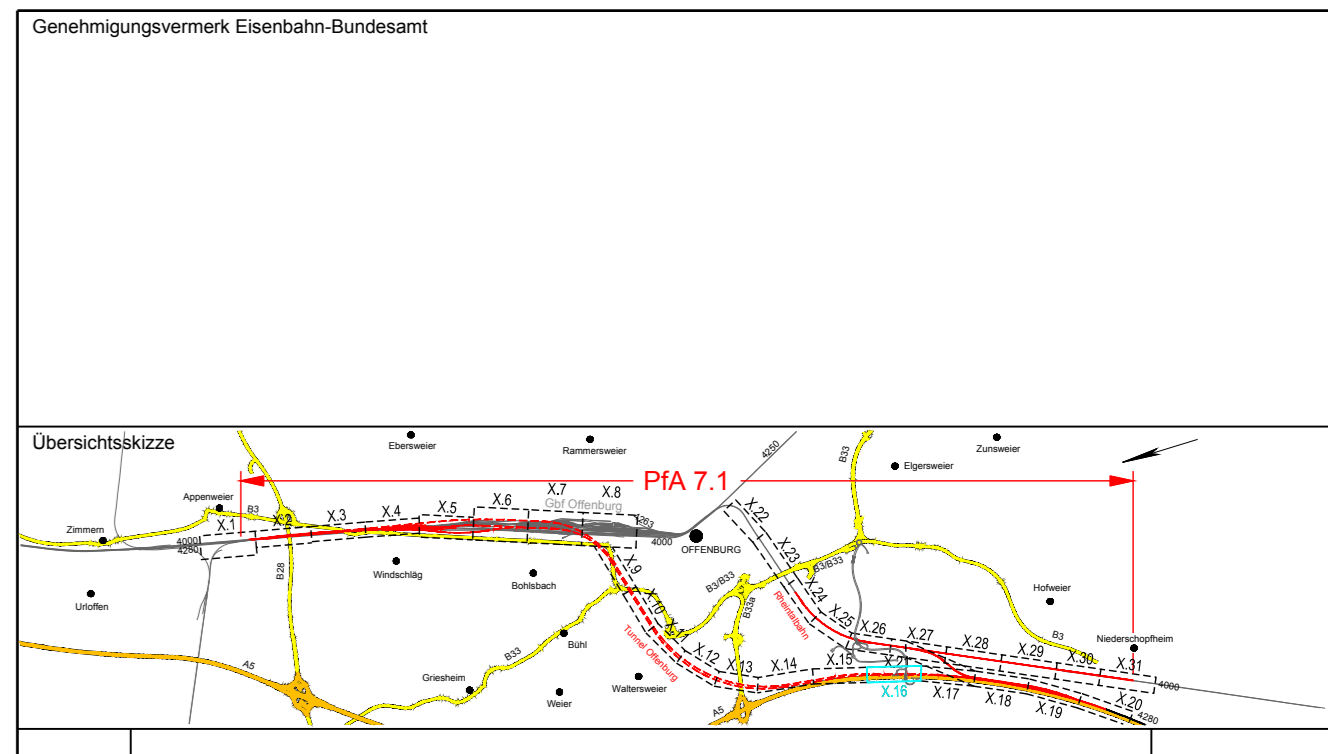 Genehmigungsvermerk Eisenbahn-Bundesamt
Übersichtsskizze
Ebersweier
Rammersweier
Zunsweier
4250
B33
Elgersweier
PfA 7.1
Appenweier
B3
X.1
X.2
X.3
X.4
X.5
X.6
X.7
X.8
Gbf Offenburg
4263
4000
OFFENBURG
Zimmern
4000
4280
B28
Windschläg
Bohlsbach
Urloffen
X.9
X.10
X.11
X.12
X.13
X.14
X.15
X.16
X.17
X.18
X.19
X.20
X.21
X.22
X.23
X.24
X.25
X.26
X.27
X.28
X.29
X.30
X.31
B3/B33
B3/B33
B33a
Rheintalbahn
Tunnel Offenburg
Hofweier
B3
Niederschopfheim
4000
4280
Bühl
B33
Griesheim
Weier
Waltersweier
A5
A5